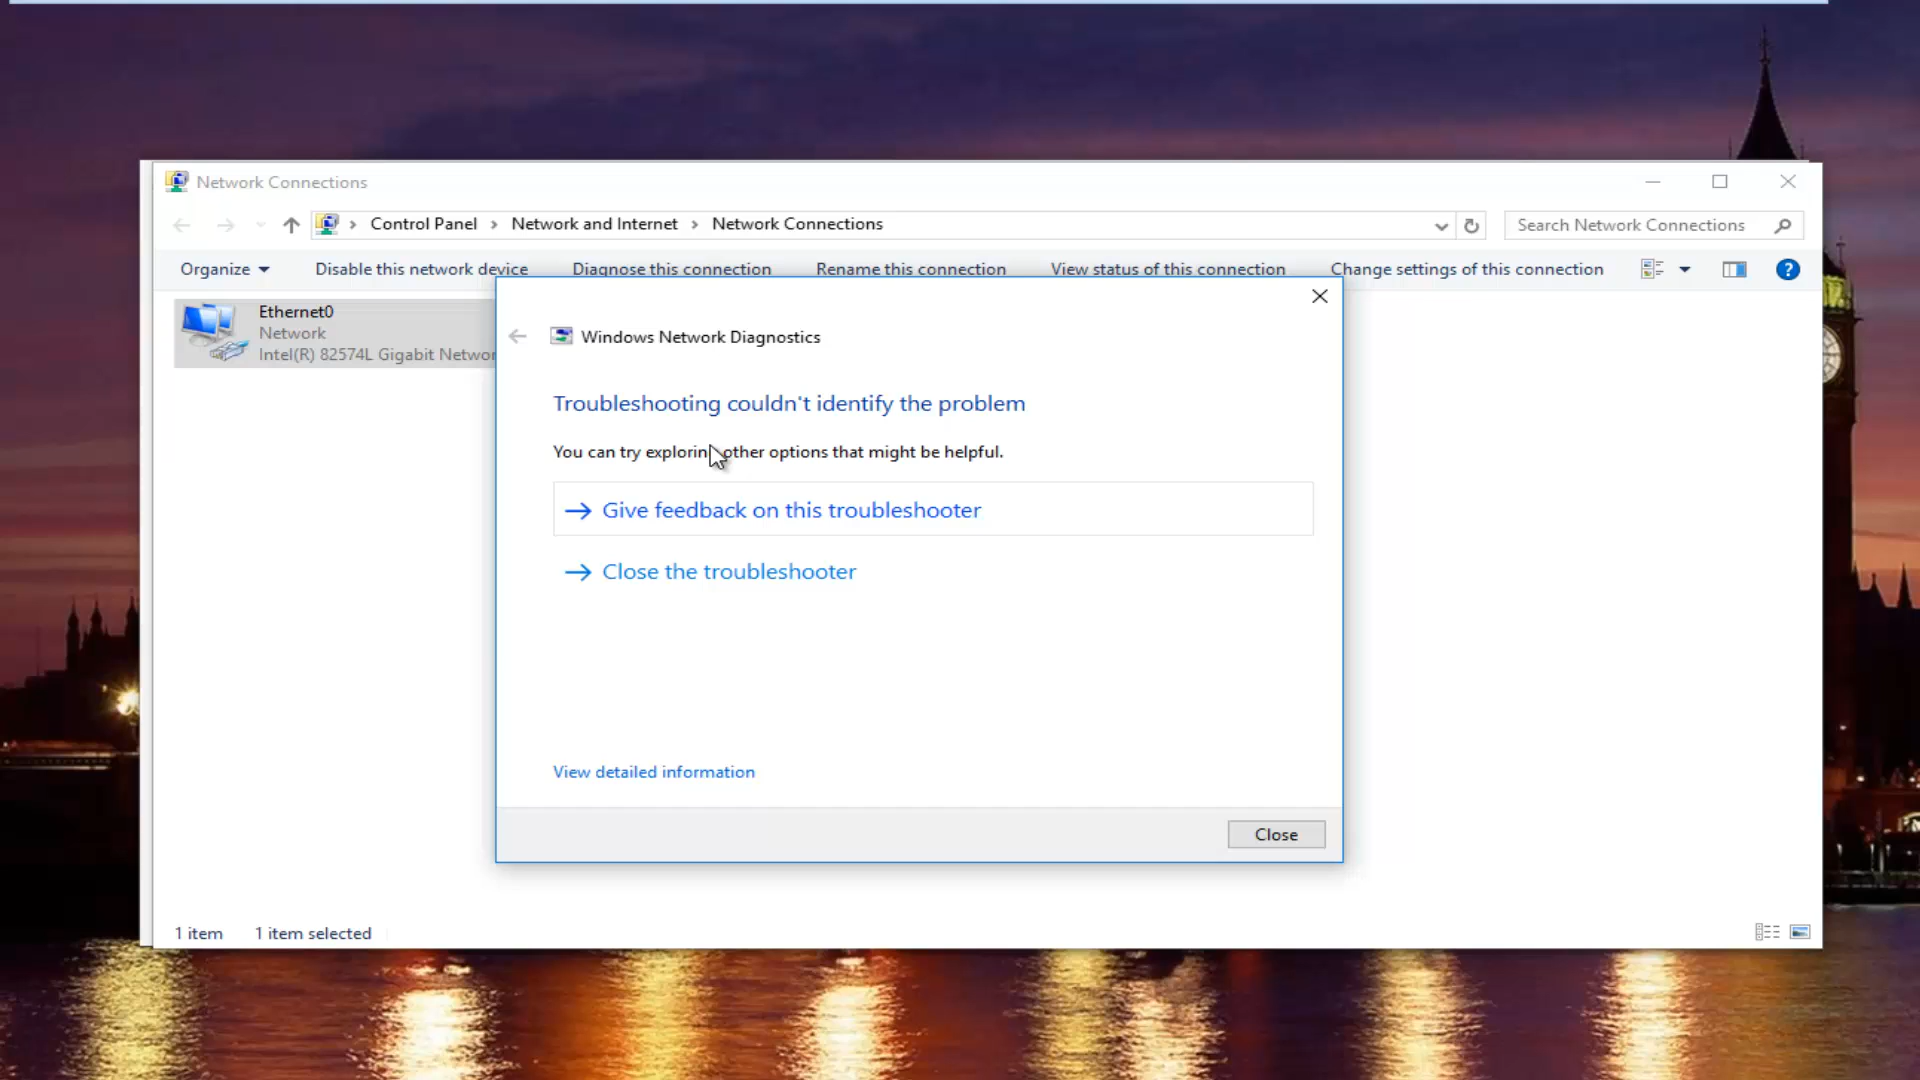 Network Connections
Control Panel > Network and Internet > Network Connections
Search Network Connections
Organize Disable this network device Diagnose this connection Rename this connection View status of this connection Change settings of this connection
Ethernet0
Network
Intel(R) 82574L Gigabit Networ
Windows Network Diagnostics
Troubleshooting couldn't identify the problem
You can try exploring other options that might be helpful.
Give feedback on this troubleshooter
Close the troubleshooter
View detailed information
Close
1 item 1 item selected